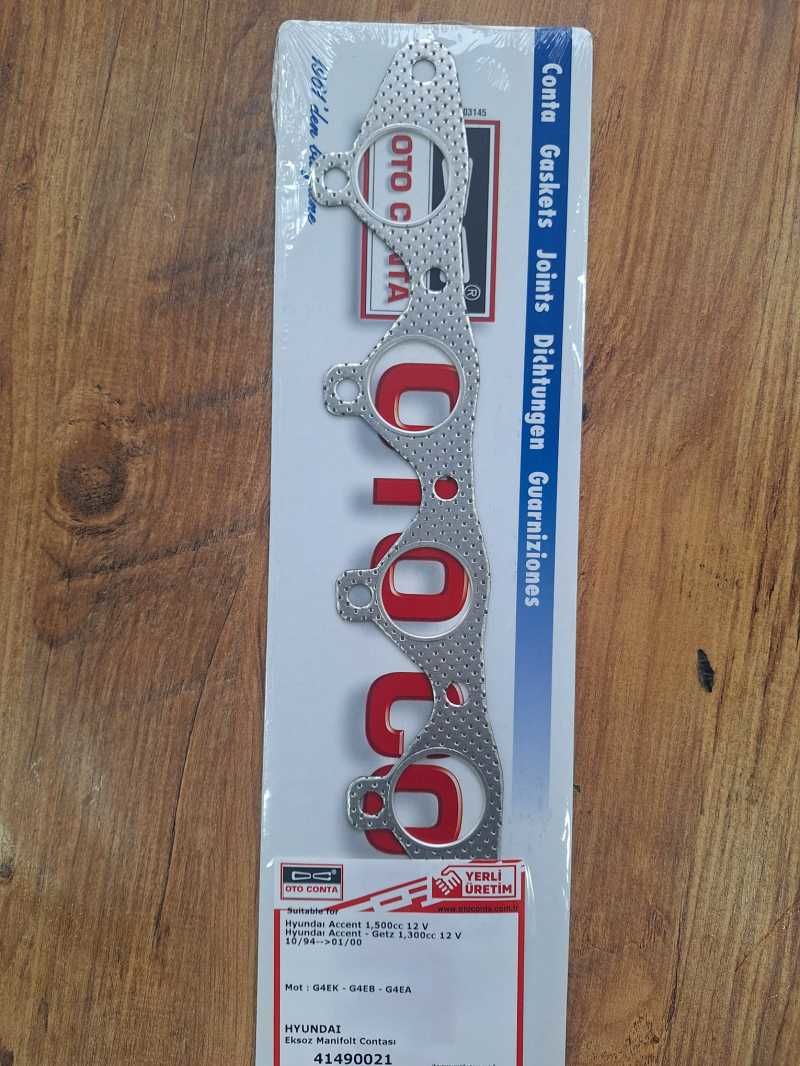 1961'den
03145
OTO CONTA
®
Conta Gaskets Joints Dichtungen Guarniziones
OTO CO
OTO CONTA
YERLİ
ÜRETİM
www.otoconta.com.tr
Suitable for
Hyundai Accent 1,500cc 12 V
Hyundai Accent - Getz 1,300cc 12 V
10/94-->01/00
Mot : G4EK - G4EB - G4EA
HYUNDAI
Eksoz Manifolt Contası
41490021